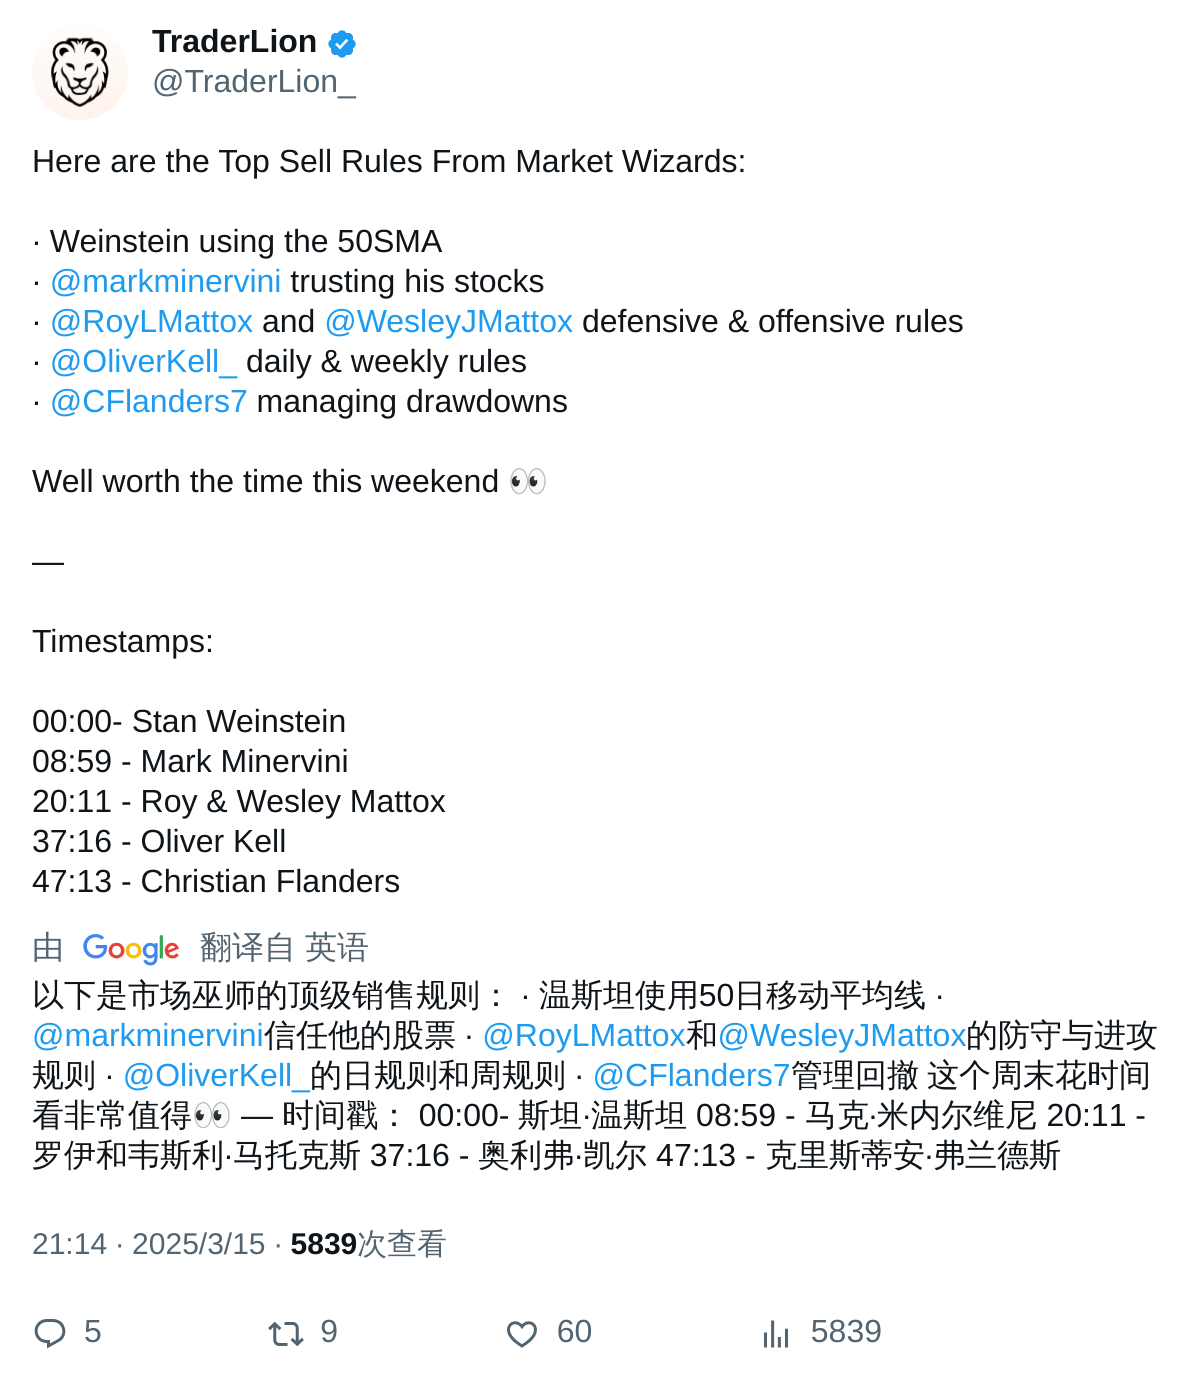 TraderLion
@TraderLion_
Here are the Top Sell Rules From Market Wizards:
· Weinstein using the 50SMA
· @markminervini trusting his stocks
· @RoyLMattox and @WesleyJMattox defensive & offensive rules
· @OliverKell_ daily & weekly rules
· @CFlanders7 managing drawdowns
Well worth the time this weekend 👀
—
Timestamps:
00:00- Stan Weinstein
08:59 - Mark Minervini
20:11 - Roy & Wesley Mattox
37:16 - Oliver Kell
47:13 - Christian Flanders
由 Google 翻译自 英语
以下是市场巫师的顶级销售规则： · 温斯坦使用50日移动平均线 ·
@markminervini信任他的股票 · @RoyLMattox和@WesleyJMattox的防守与进攻
规则 · @OliverKell_的日规则和周规则 · @CFlanders7管理回撤 这个周末花时间
看非常值得👀 — 时间戳： 00:00- 斯坦·温斯坦 08:59 - 马克·米内尔维尼 20:11 -
罗伊和韦斯利·马托克斯 37:16 - 奥利弗·凯尔 47:13 - 克里斯蒂安·弗兰德斯
21:14 · 2025/3/15 · 5839次查看
5 9 60 5839